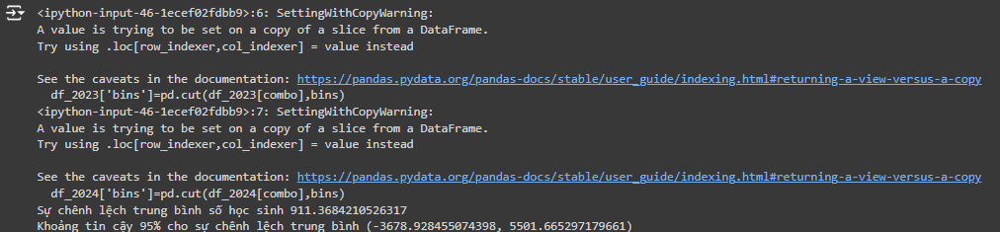 <ipython-input-46-1ecef02fdbb9>:6: SettingWithCopyWarning:
A value is trying to be set on a copy of a slice from a DataFrame.
Try using .loc[row_indexer,col_indexer] = value instead

See the caveats in the documentation: https://pandas.pydata.org/pandas-docs/stable/user_guide/indexing.html#returning-a-view-versus-a-copy
  df_2023['bins']=pd.cut(df_2023[combo],bins)
<ipython-input-46-1ecef02fdbb9>:7: SettingWithCopyWarning:
A value is trying to be set on a copy of a slice from a DataFrame.
Try using .loc[row_indexer,col_indexer] = value instead

See the caveats in the documentation: https://pandas.pydata.org/pandas-docs/stable/user_guide/indexing.html#returning-a-view-versus-a-copy
  df_2024['bins']=pd.cut(df_2024[combo],bins)
Sự chênh lệch trung bình số học sinh 911.3684210526317
Khoảng tin cậy 95% cho sự chênh lệch trung bình (-3678.928455074398, 5501.665297179661)